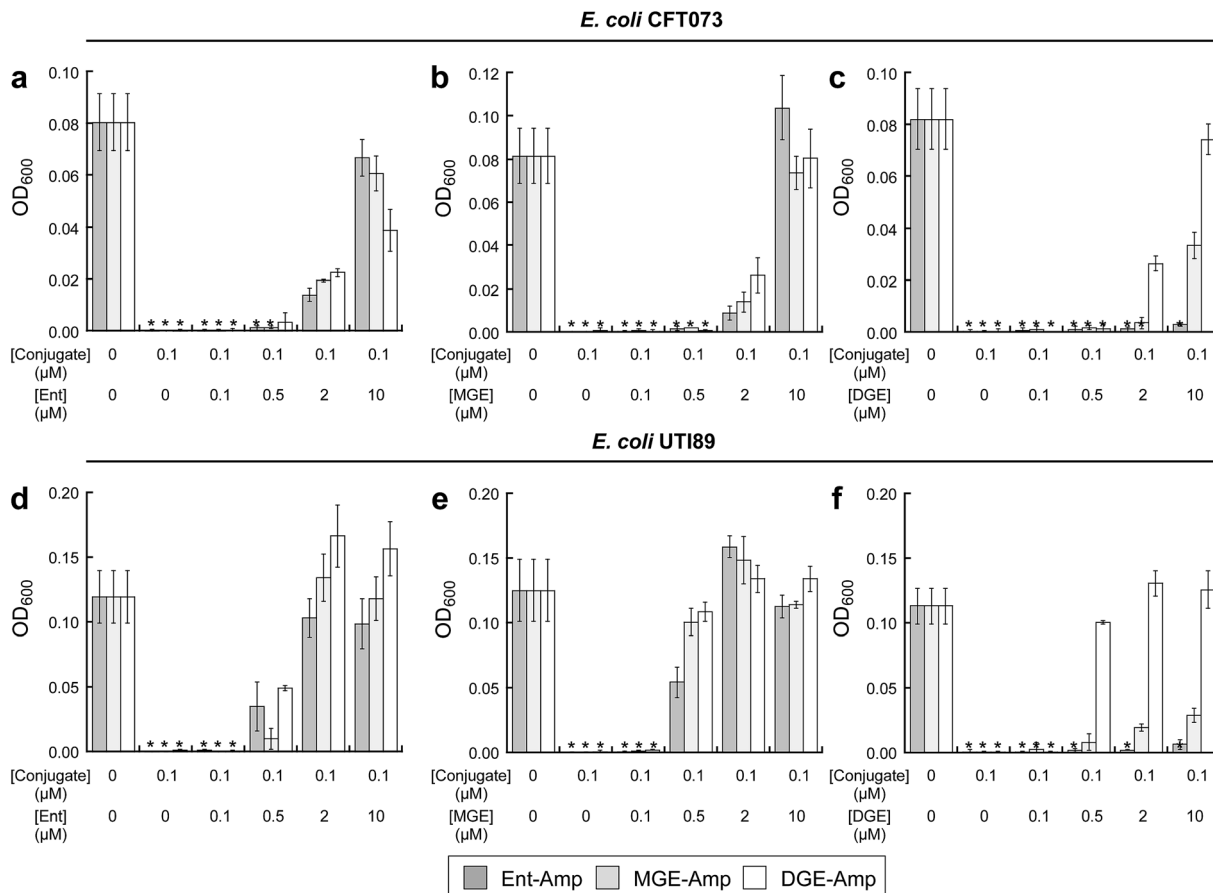 E. coli CFT073
a
b
c
0.10
0.08
0.06
0.04
0.02
0.00
OD600
0.12
0.10
0.08
0.06
0.04
0.02
0.00
OD600
0.10
0.08
0.06
0.04
0.02
0.00
OD600
* * * * * * * *
* * * * * * * * *
* * * * * * * * * * * *
[Conjugate] 0 0.1 0.1 0.1 0.1 0.1
(µM)
[Ent] 0 0 0.1 0.5 2 10
(µM)
[Conjugate] 0 0.1 0.1 0.1 0.1 0.1
(µM)
[MGE] 0 0 0.1 0.5 2 10
(µM)
[Conjugate] 0 0.1 0.1 0.1 0.1 0.1
(µM)
[DGE] 0 0 0.1 0.5 2 10
(µM)
E. coli UTI89
d
e
f
0.20
0.15
0.10
0.05
0.00
OD600
0.20
0.15
0.10
0.05
0.00
OD600
0.20
0.15
0.10
0.05
0.00
OD600
* * * * * *
* * * * * *
* * * * * * * * *
[Conjugate] 0 0.1 0.1 0.1 0.1 0.1
(µM)
[Ent] 0 0 0.1 0.5 2 10
(µM)
[Conjugate] 0 0.1 0.1 0.1 0.1 0.1
(µM)
[MGE] 0 0 0.1 0.5 2 10
(µM)
[Conjugate] 0 0.1 0.1 0.1 0.1 0.1
(µM)
[DGE] 0 0 0.1 0.5 2 10
(µM)
Ent-Amp MGE-Amp DGE-Amp